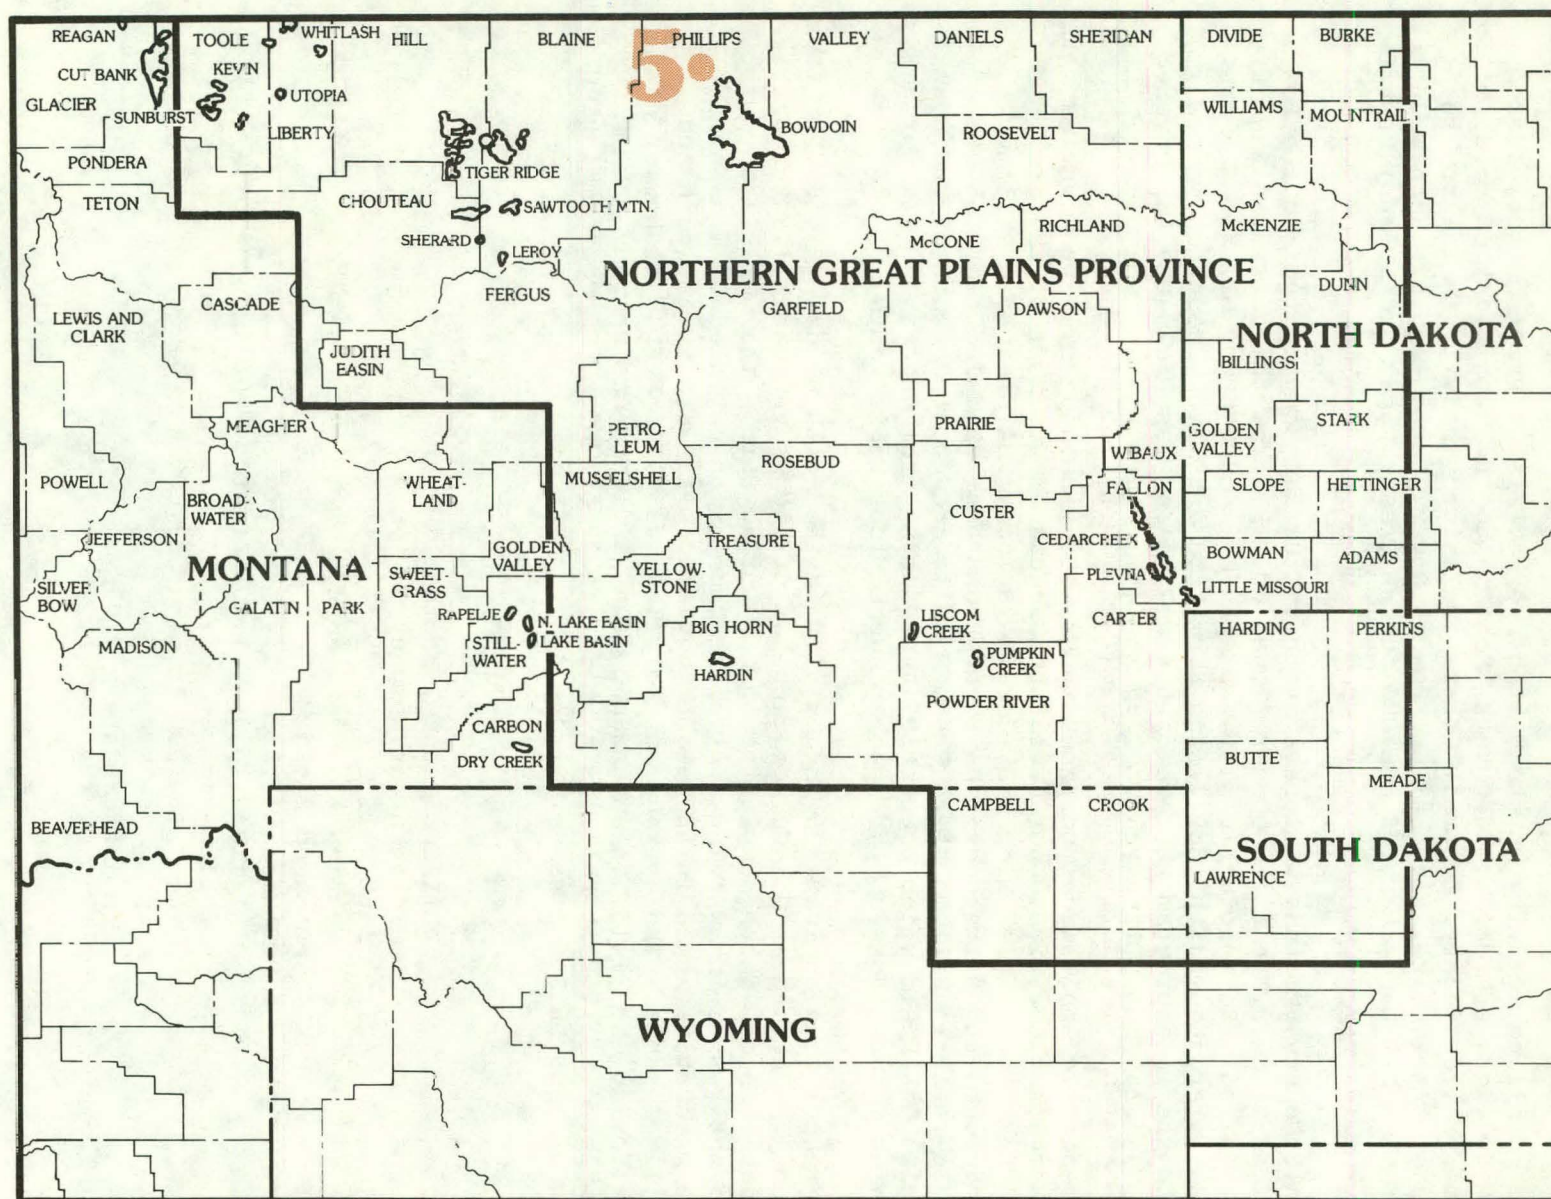 REAGAN
TOOLE
WHITLASH
HILL
BLAINE
5.
PHILLIPS
VALLEY
DANIELS
SHERIDAN
DIVIDE
BURKE
CUT BANK
KEVIN
GLACIER
UTOPIA
SUNBURST
LIBERTY
BOWDOIN
ROOSEVELT
WILLIAMS
MOUNTRAIL
PONDERA
TIGER RIDGE
TETON
CHOUTEAU
SAWTOOTH MTN.
SHERARD
LEROY
McCONE
RICHLAND
McKENZIE
NORTHERN GREAT PLAINS PROVINCE
FERGUS
CASCADE
GARFIELD
DAWSON
DUNN
LEWIS AND
CLARK
NORTH DAKOTA
JUDITH
EASIN
BILLINGS
MEAGHER
PETRO-
LEUM
PRAIRIE
STARK
GOLDEN
VALLEY
WIBAUX
ROSEBUD
POWELL
WHEAT-
LAND
MUSSELSHELL
FALLON
SLOPE
HETTINGER
BROAD-
WATER
CUSTER
JEFFERSON
TREASURE
CEDARCREEK
BOWMAN
ADAMS
GOLDEN
VALLEY
MONTANA
SWEET-
GRASS
YELLOW-
STONE
PLEVNA
LITTLE MISSOURI
SILVER
BOW
GALATIN
PARK
RAPELJE
N. LAKE EASIN
LAKE BASIN
BIG HORN
LISCOM
CREEK
CARTER
HARDING
PERKINS
MADISON
STILL-
WATER
HARDIN
PUMPKIN
CREEK
POWDER RIVER
CARBON
DRY CREEK
BUTTE
MEADE
BEAVERHEAD
CAMPBELL
CROOK
SOUTH DAKOTA
LAWRENCE
WYOMING